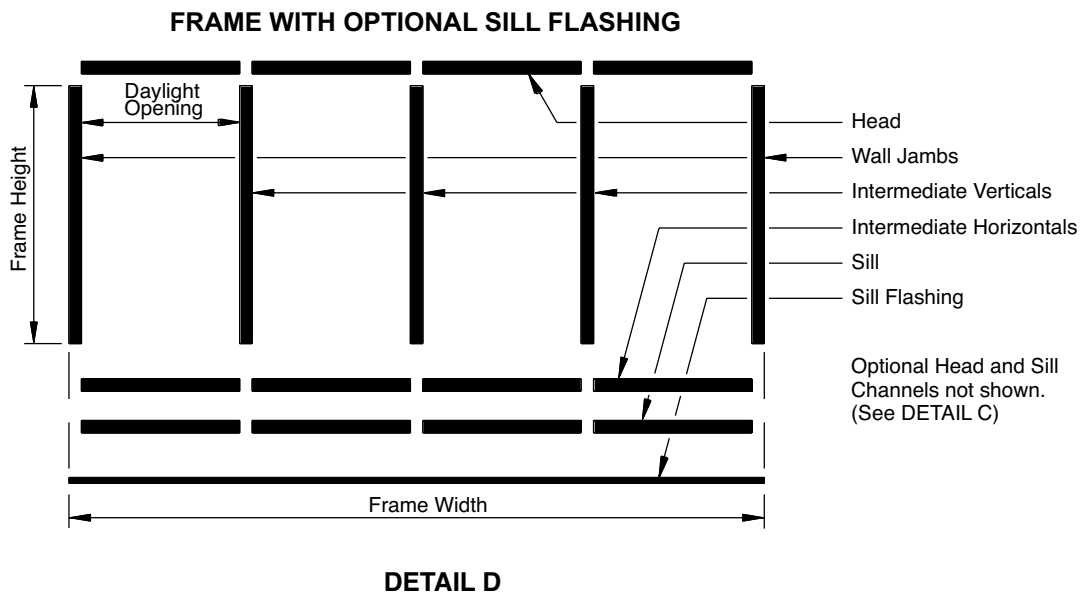 FRAME WITH OPTIONAL SILL FLASHING
Daylight
Opening
Frame Height
Head
Wall Jambs
Intermediate Verticals
Intermediate Horizontals
Sill
Sill Flashing
Optional Head and Sill
Channels not shown.
(See DETAIL C)
Frame Width
DETAIL D